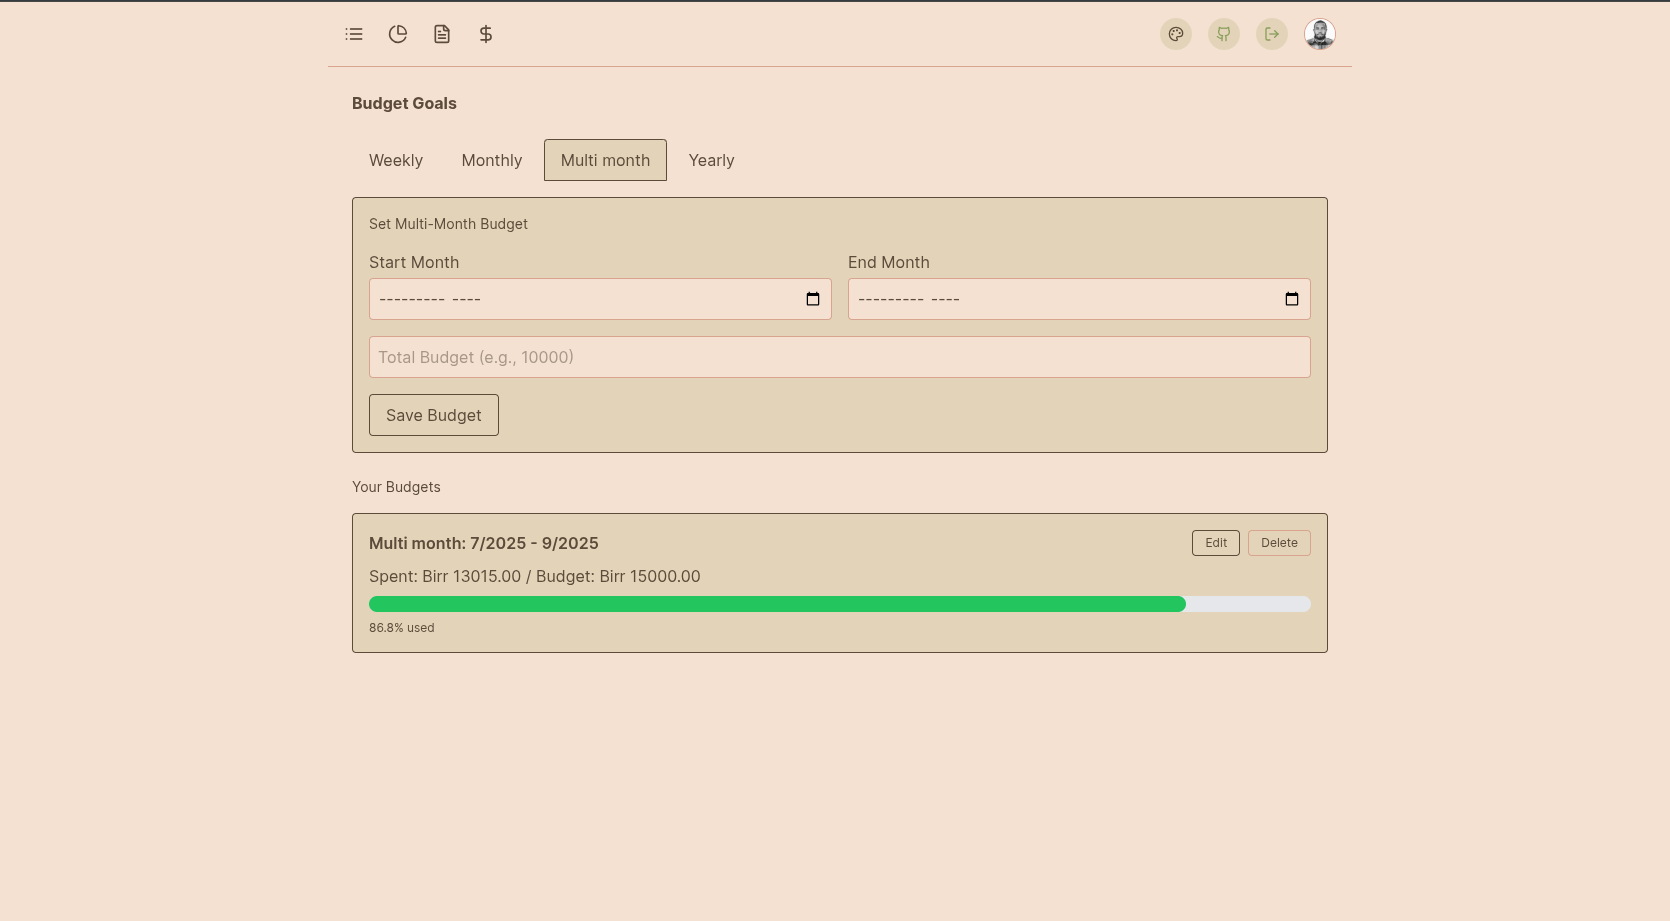 Budget Goals
Weekly Monthly Multi month Yearly
Set Multi-Month Budget
Start Month End Month
--------- ---- --------- ----
Total Budget (e.g., 10000)
Save Budget
Your Budgets
Multi month: 7/2025 - 9/2025 Edit Delete
Spent: Birr 13015.00 / Budget: Birr 15000.00
86.8% used